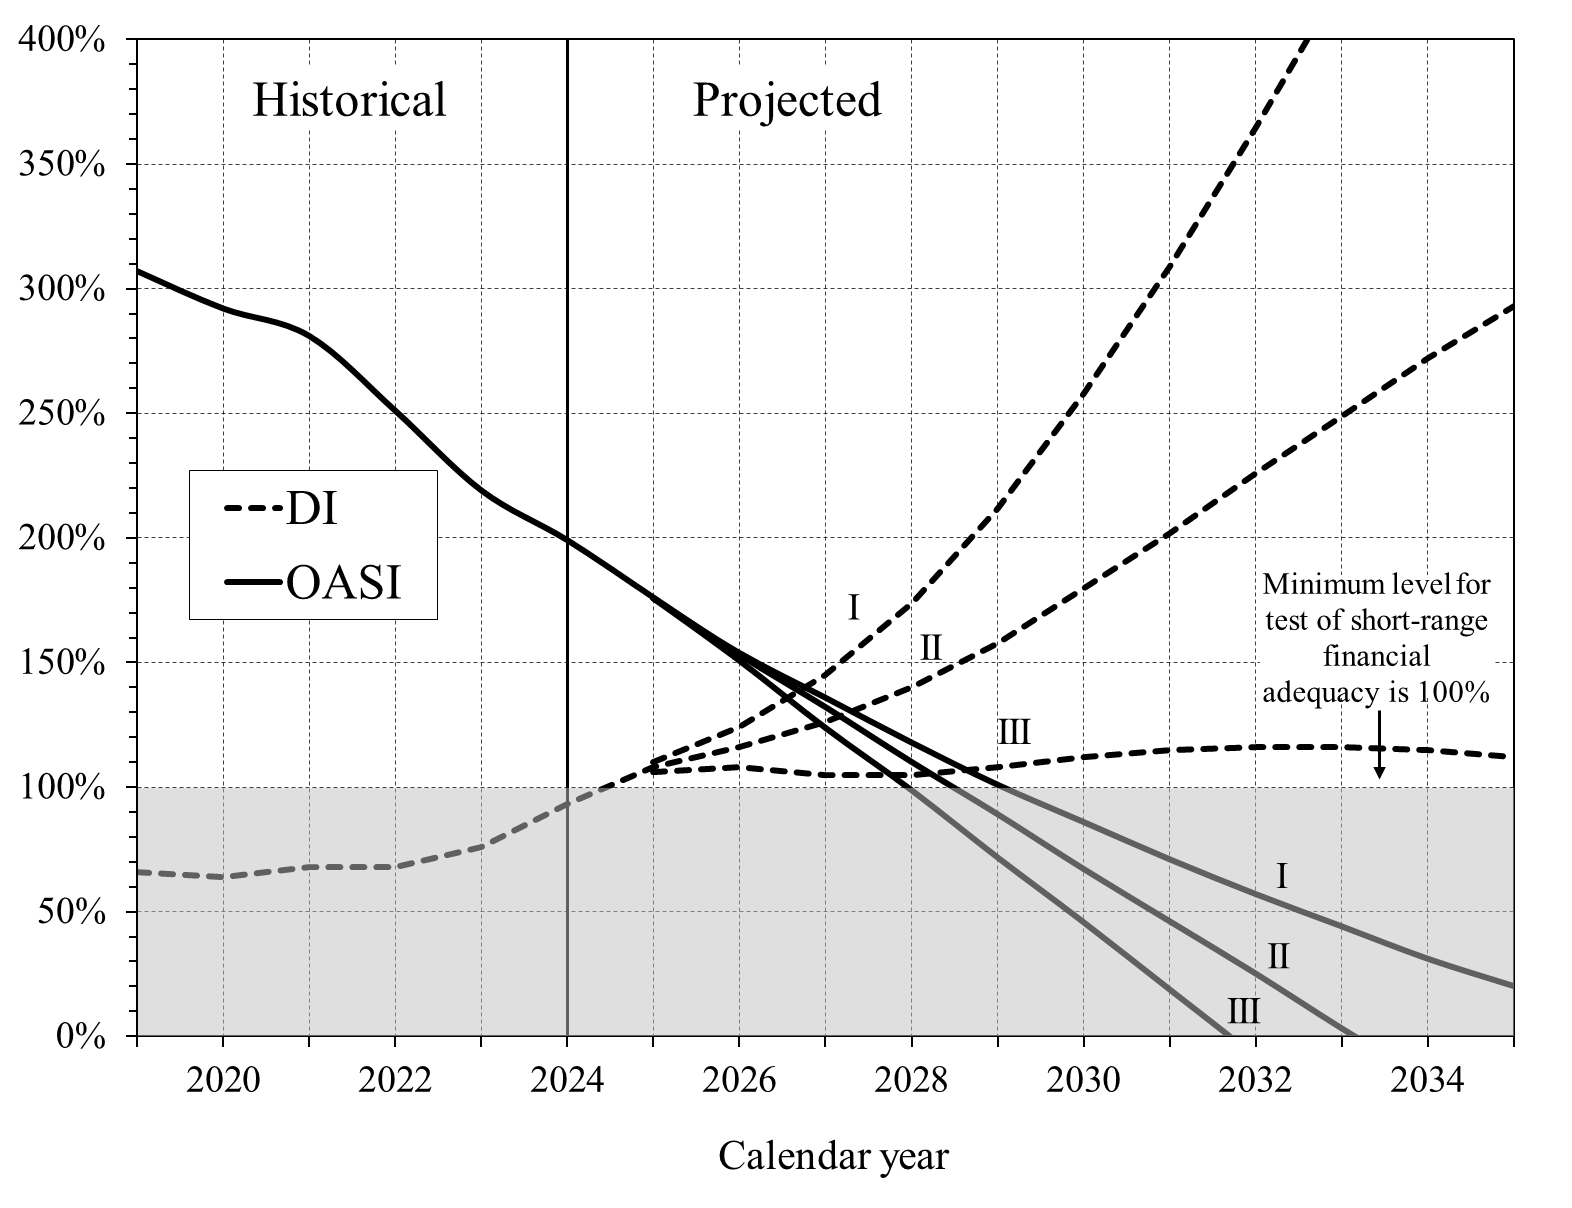 400%
350%
300%
250%
200%
150%
100%
50%
0%
Historical
Projected
DI
OASI
I
II
III
Minimum level for
test of short-range
financial
adequacy is 100%
I
II
III
2020
2022
2024
2026
2028
2030
2032
2034
Calendar year